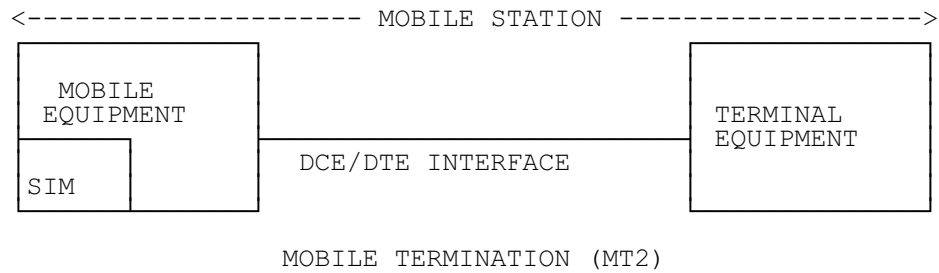 <--------------------- MOBILE STATION ------------------->
MOBILE
EQUIPMENT
TERMINAL
EQUIPMENT
DCE/DTE INTERFACE
SIM
MOBILE TERMINATION (MT2)